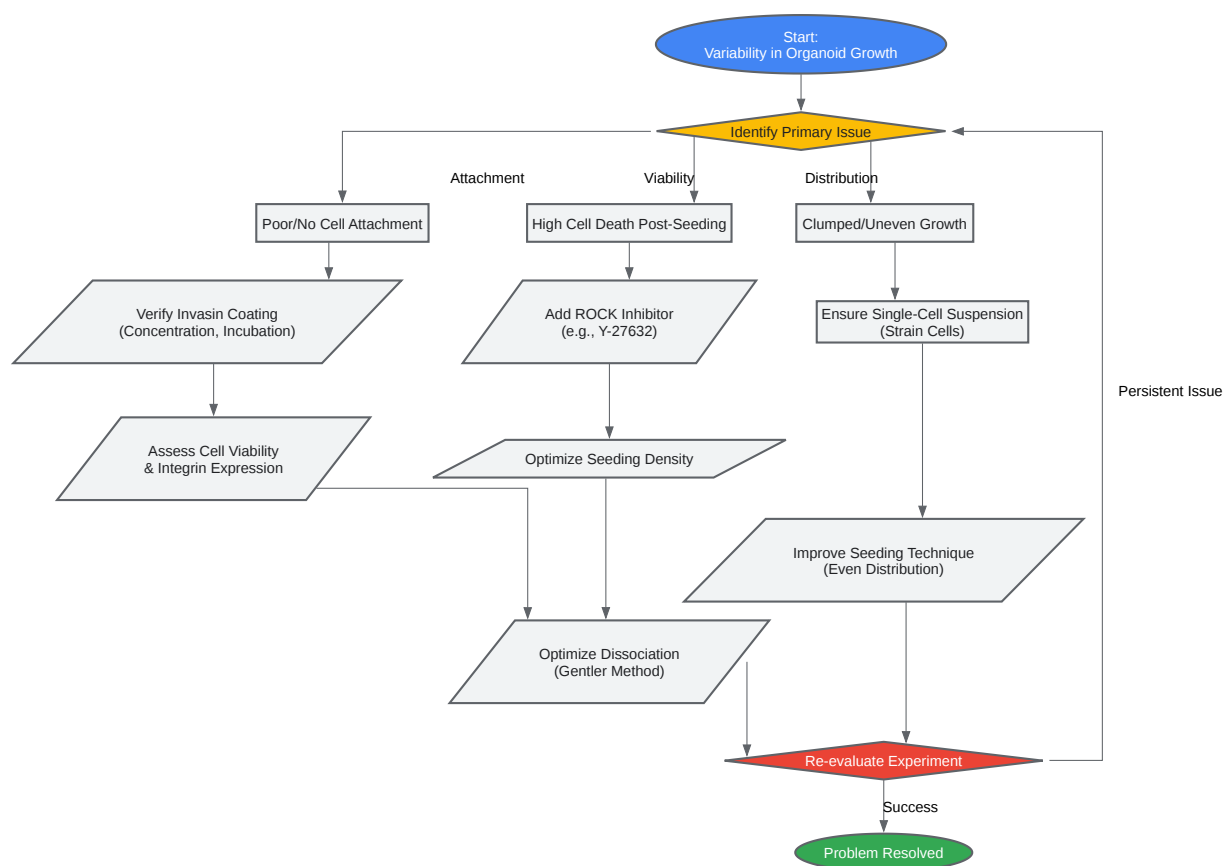 Start:
Variability in Organoid Growth
Identify Primary Issue
Attachment
Viability
Distribution
Poor/No Cell Attachment
High Cell Death Post-Seeding
Clumped/Uneven Growth
Verify Invasin Coating
(Concentration, Incubation)
Add ROCK Inhibitor
(e.g., Y-27632)
Ensure Single-Cell Suspension
(Strain Cells)
Persistent Issue
Assess Cell Viability
& Integrin Expression
Optimize Seeding Density
Improve Seeding Technique
(Even Distribution)
Optimize Dissociation
(Gentler Method)
Re-evaluate Experiment
Success
Problem Resolved